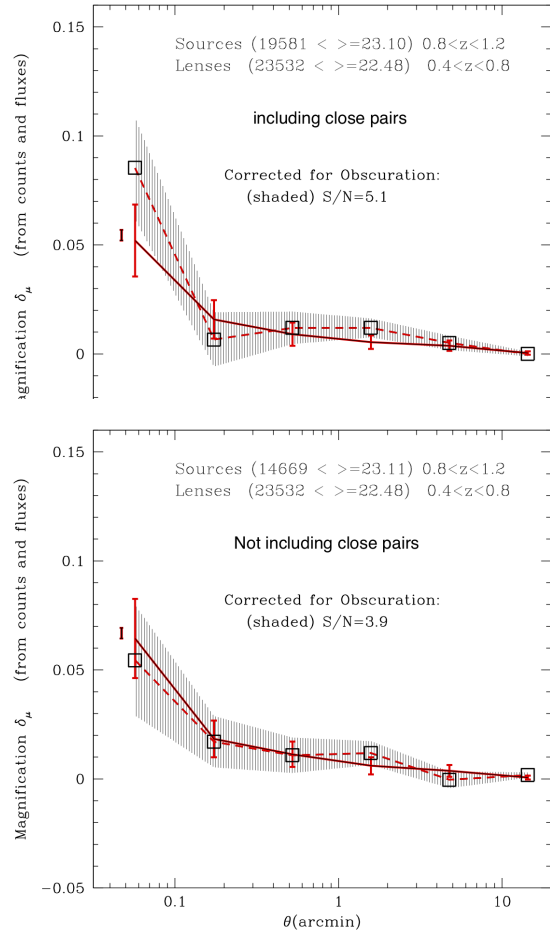 0.15
Sources (19581 < >=23.10) 0.8<z<1.2
Lenses (23532 < >=22.48) 0.4<z<0.8
including close pairs
0.1
Corrected for Obscuration:
(shaded) S/N=5.1
0.05
0
agnification δμ (from counts and fluxes)
0.15
Sources (14669 < >=23.11) 0.8<z<1.2
Lenses (23532 < >=22.48) 0.4<z<0.8
Not including close pairs
0.1
Corrected for Obscuration:
(shaded) S/N=3.9
0.05
0
−0.05
Magnification δμ (from counts and fluxes)
0.1 1 10
θ(arcmin)